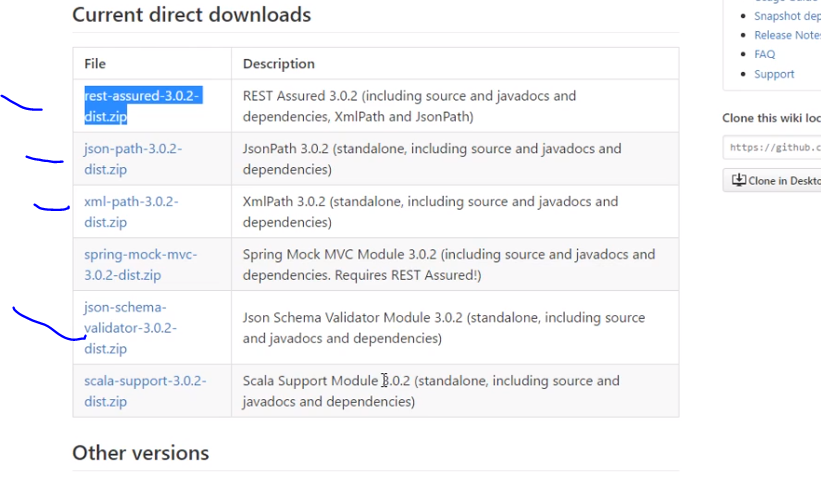 Current direct downloads
File Description
rest-assured-3.0.2-
dist.zip
REST Assured 3.0.2 (including source and javadocs and
dependencies, XmlPath and JsonPath)
json-path-3.0.2-
dist.zip
JsonPath 3.0.2 (standalone, including source and javadocs and
dependencies)
xml-path-3.0.2-
dist.zip
XmlPath 3.0.2 (standalone, including source and javadocs and
dependencies)
spring-mock-mvc-
3.0.2-dist.zip
Spring Mock MVC Module 3.0.2 (including source and javadocs and
dependencies. Requires REST Assured!)
json-schema-
validator-3.0.2-
dist.zip
Json Schema Validator Module 3.0.2 (standalone, including source
and javadocs and dependencies)
scala-support-3.0.2-
dist.zip
Scala Support Module 3.0.2 (standalone, including source and
javadocs and dependencies)
Other versions
Snapshot dep
Release Notes
FAQ
Support
Clone this wiki loc
https://github.c
Clone in Deskto